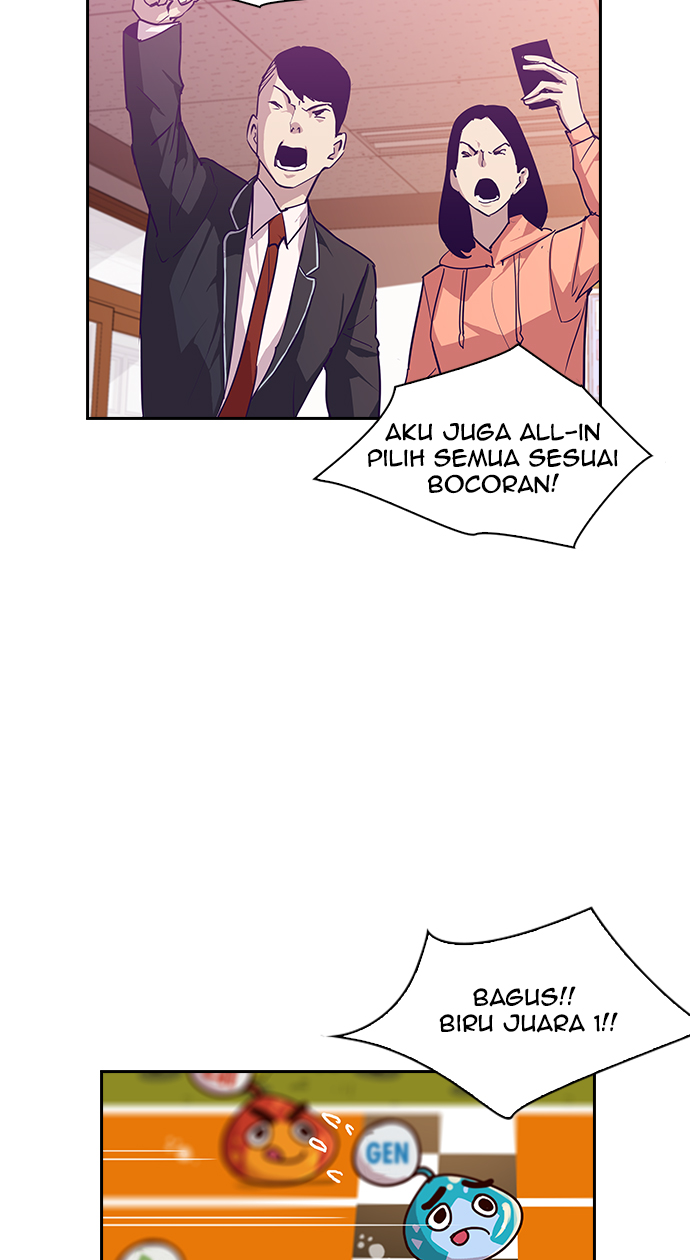 AKU JUGA ALL-IN
PILIH SEMUA SESUAI
BOCORAN!
BAGUS!!
BIRU JUARA 1!!
GEN